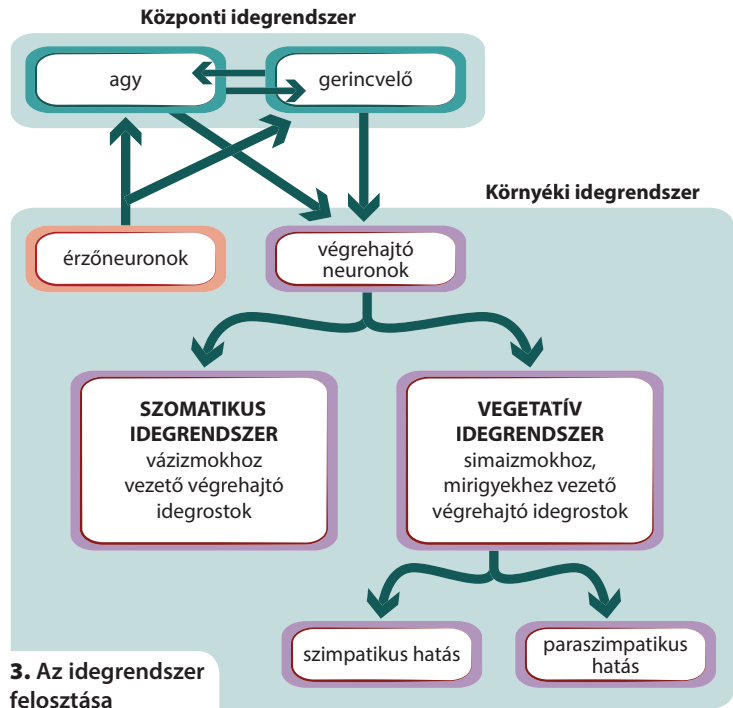 Központi idegrendszer
agy
gerincvelő
Környéki idegrendszer
érzőneuronok
végrehajtó
neuronok
SZOMATIKUS
IDEGRENDSZER
vázizmokhoz
vezető végrehajtó
idegrostok
VEGETATÍV
IDEGRENDSZER
simaizmokhoz,
mirigyekhez vezető
végrehajtó idegrostok
szimpatikus hatás
paraszimpatikus
hatás
3. Az idegrendszer
felosztása